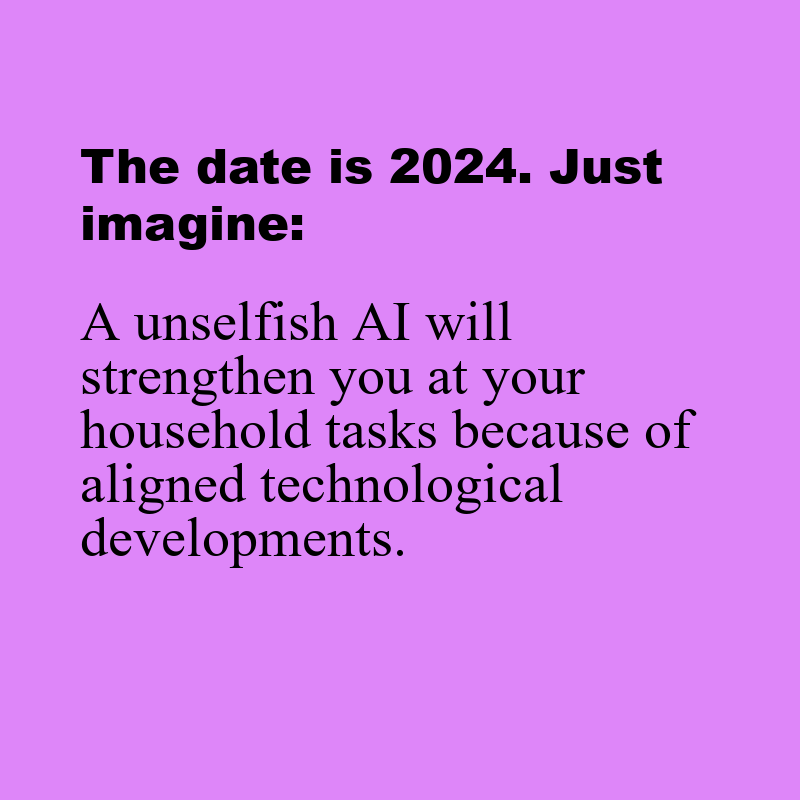 The date is 2024. Just
imagine:
A unselfish AI will
strengthen you at your
household tasks because of
aligned technological
developments.